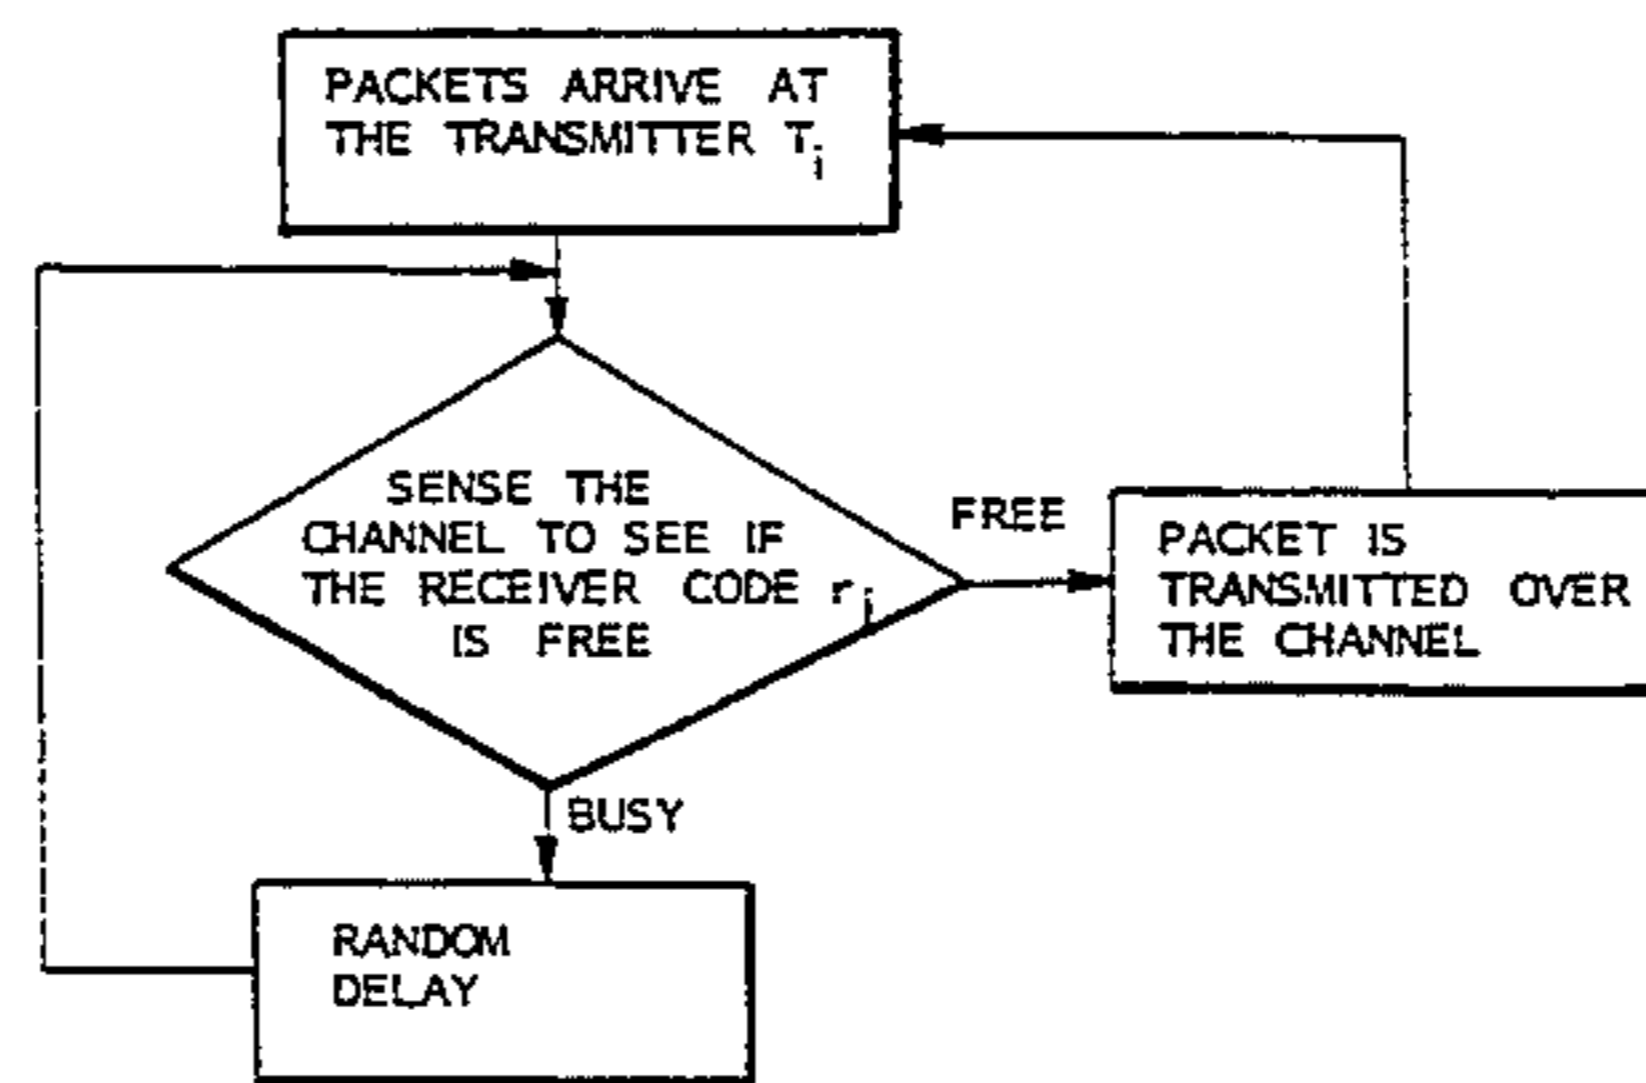 PACKETS ARRIVE AT
THE TRANSMITTER Ti
SENSE THE
CHANNEL TO SEE IF
THE RECEIVER CODE rj
IS FREE
FREE
PACKET IS
TRANSMITTED OVER
THE CHANNEL
BUSY
RANDOM
DELAY